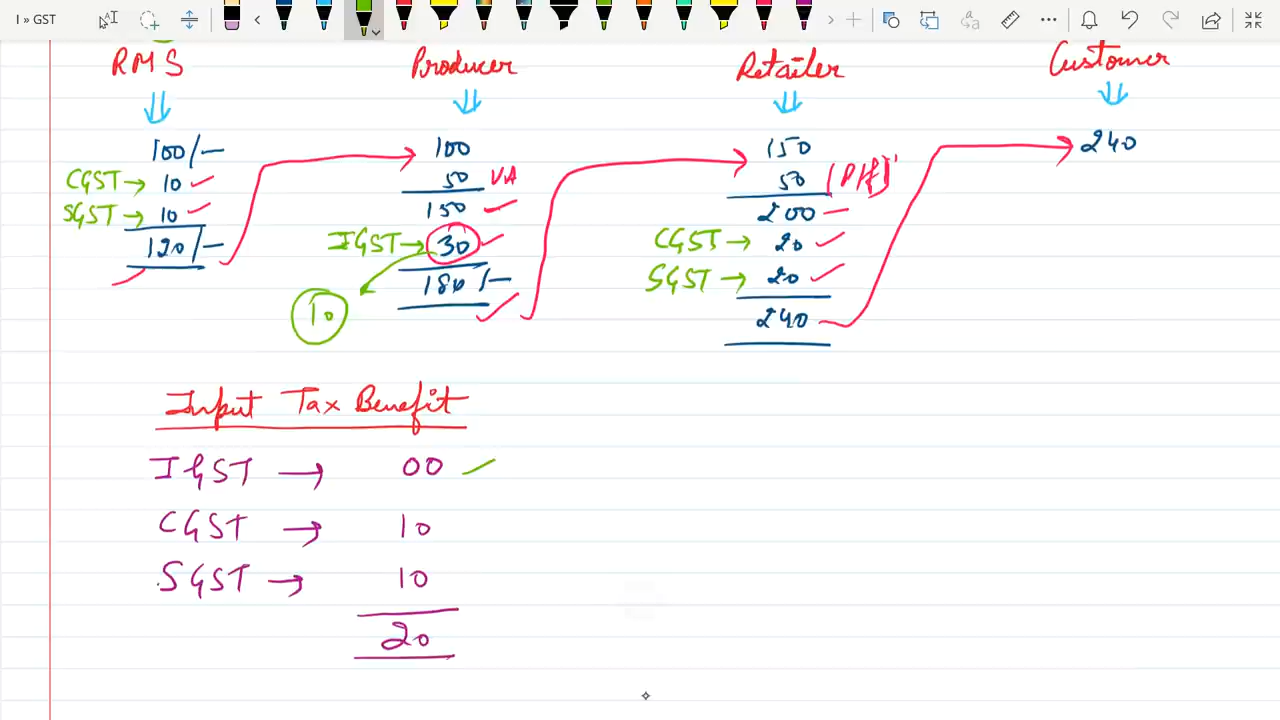 I » GST
RMS Producer Retailer Customer
100/- 100 150 240
CGST → 10 50 VA 50
SGST → 10 150 200
120/- IGST → 30 CGST → 20
180/- SGST → 20
10 240
Input Tax Benefit
IGST → 00
CGST → 10
SGST → 10
20